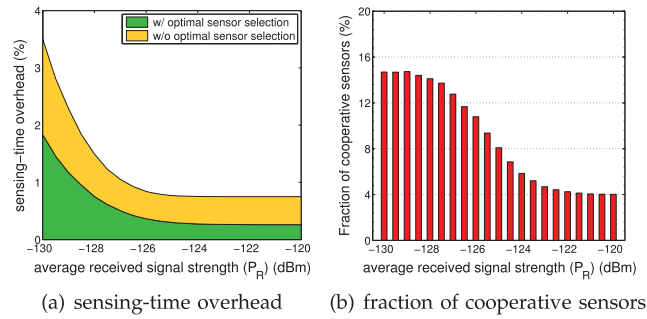 w/ optimal sensor selection
w/o optimal sensor selection
sensing−time overhead (%)
4
3
2
1
0
−130
−128
−126
−124
−122
−120
average received signal strength (P_R) (dBm)
(a) sensing-time overhead
Fraction of cooperative sensors (%)
20
16
12
8
4
0
−130
−128
−126
−124
−122
−120
average received signal strength (P_R) (dBm)
(b) fraction of cooperative sensors